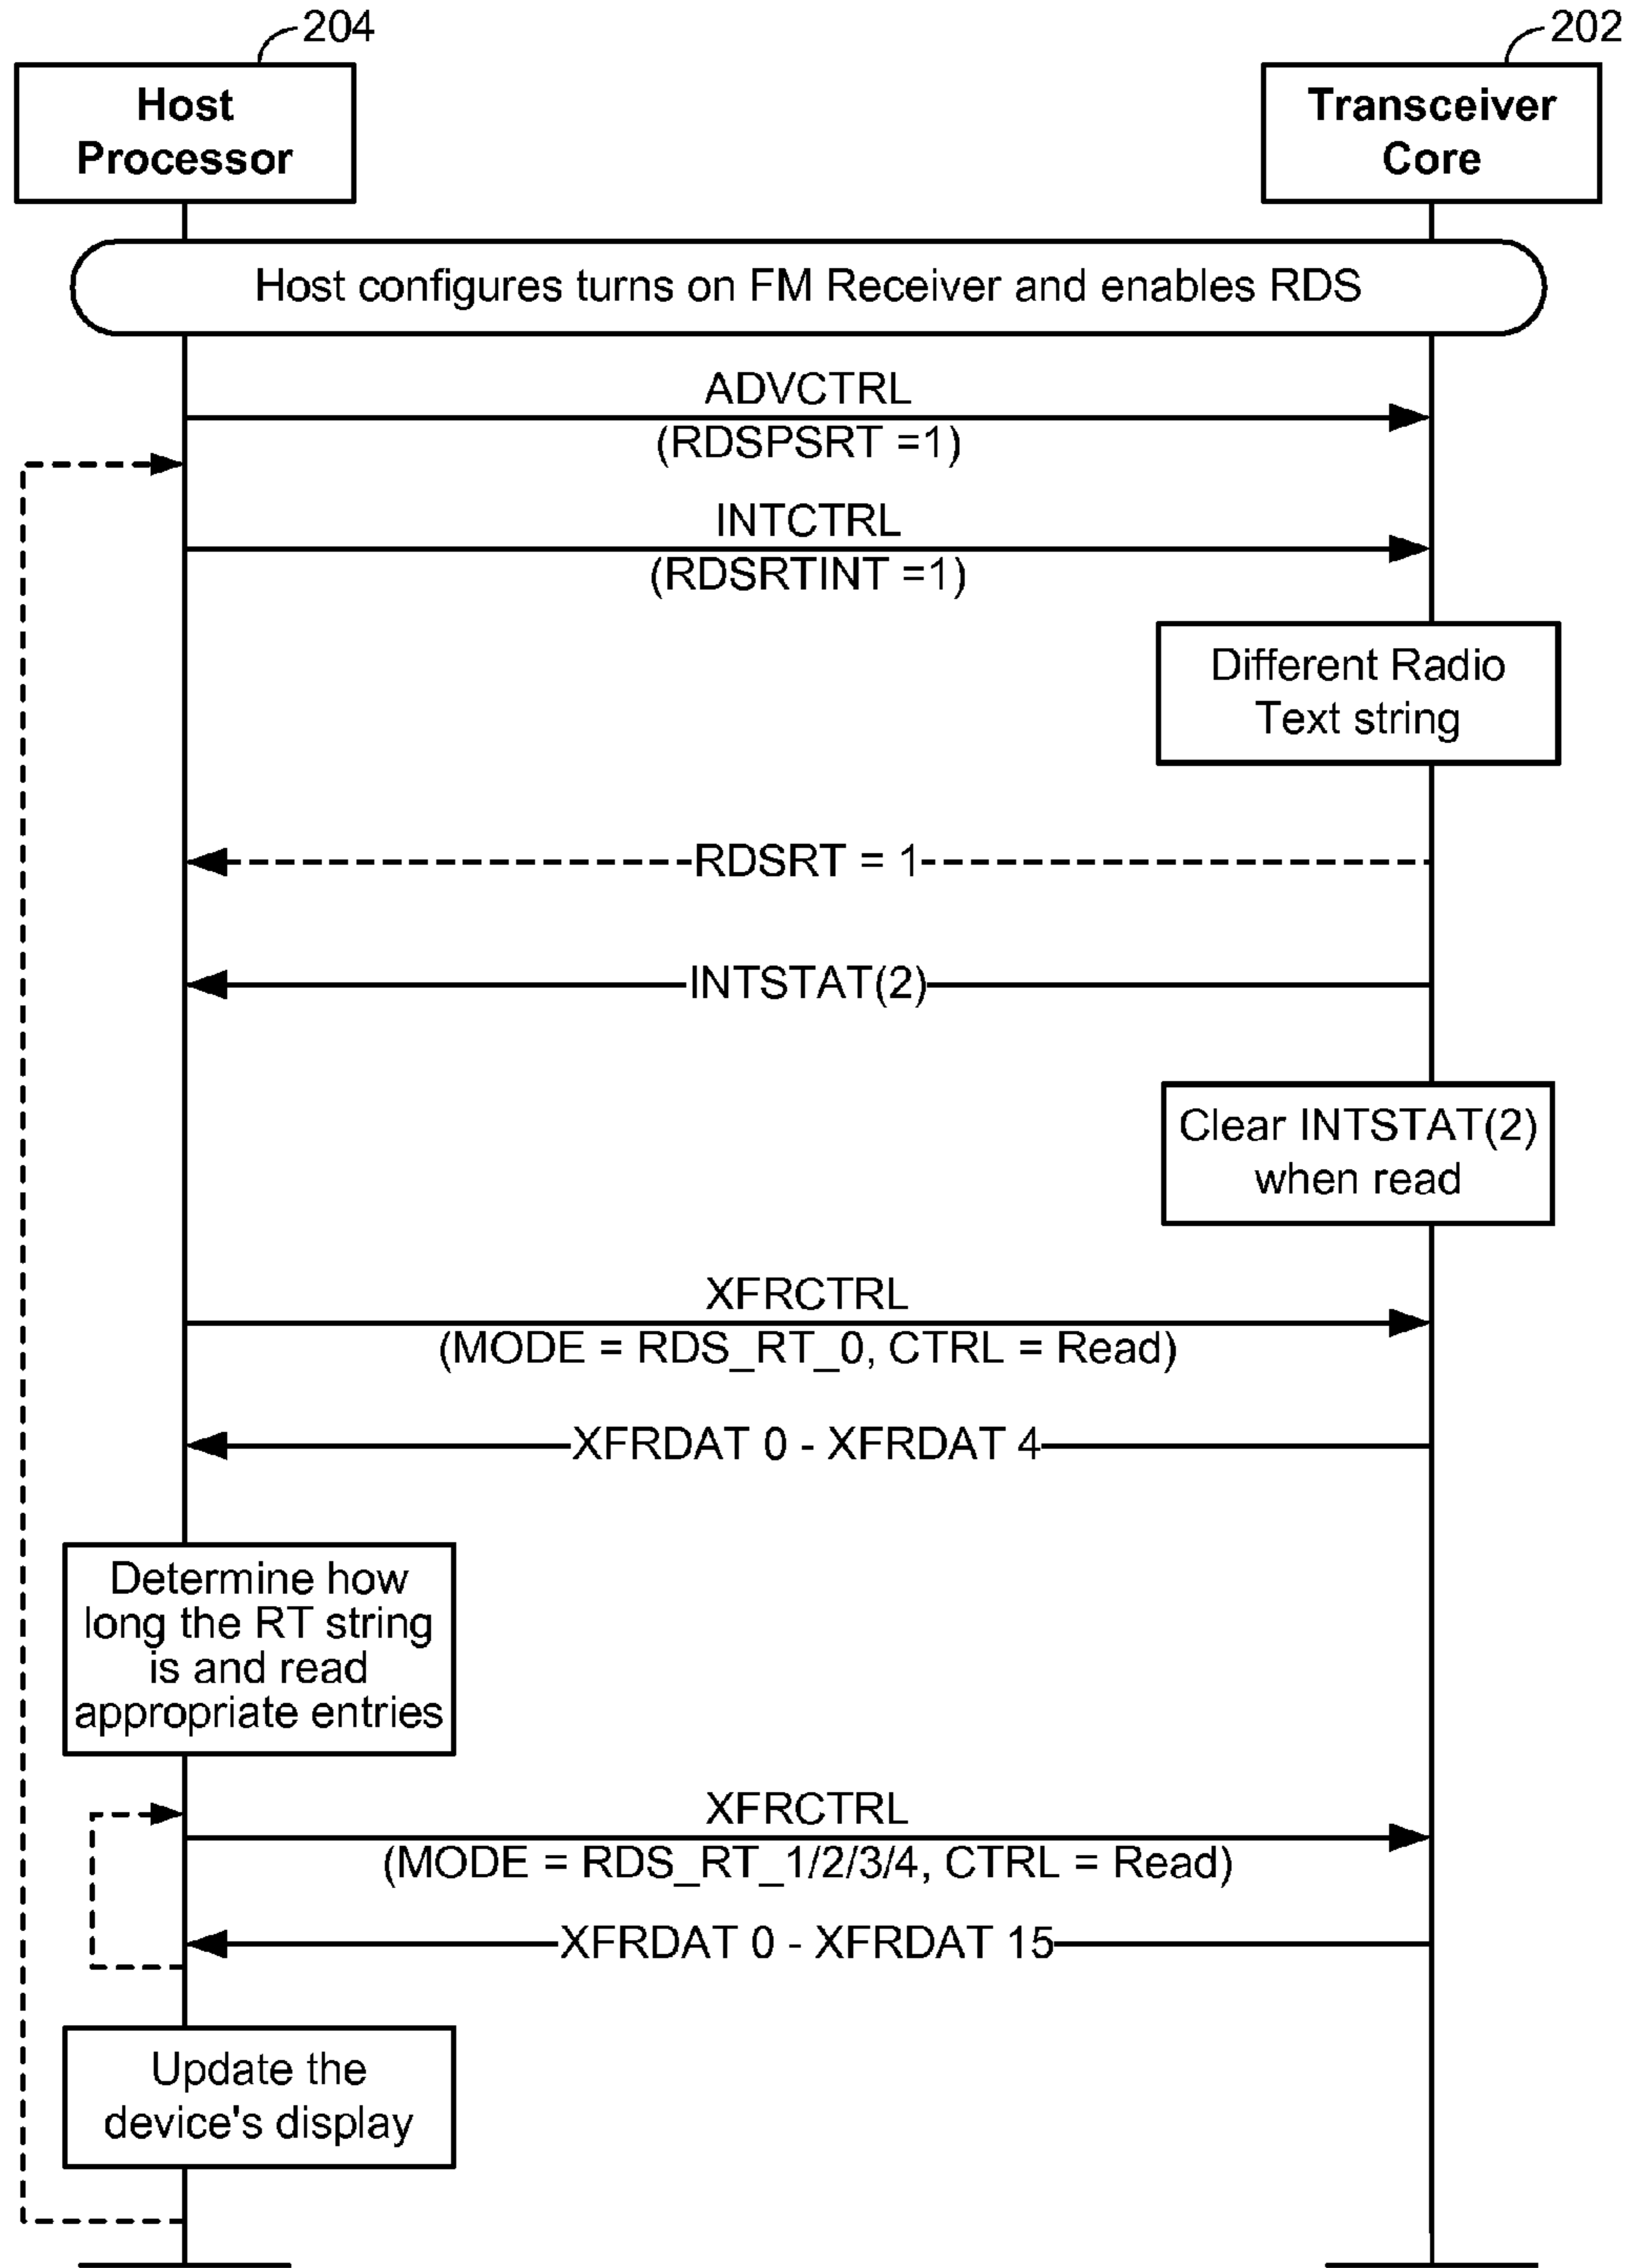 204
202
Host
Processor
Transceiver
Core
Host configures turns on FM Receiver and enables RDS
ADVCTRL
(RDSPSRT =1)
INTCTRL
(RDSRTINT =1)
Different Radio
Text string
RDSRT = 1
INTSTAT(2)
Clear INTSTAT(2)
when read
XFRCTRL
(MODE = RDS_RT_0, CTRL = Read)
XFRDAT 0 - XFRDAT 4
Determine how
long the RT string
is and read
appropriate entries
XFRCTRL
(MODE = RDS_RT_1/2/3/4, CTRL = Read)
XFRDAT 0 - XFRDAT 15
Update the
device's display